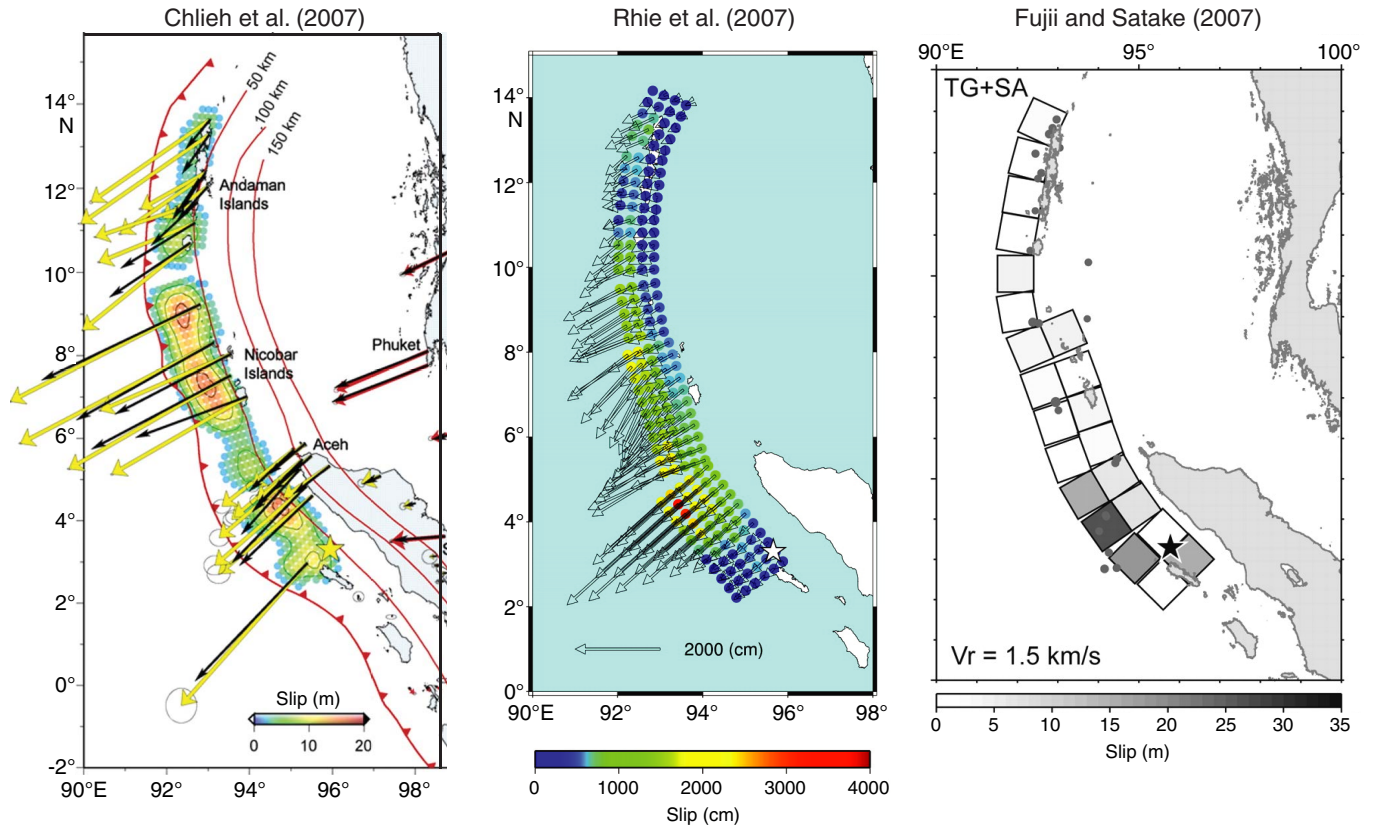 Chlieh et al. (2007)
50 km
100 km
150 km
14°
N
12°
10°
8°
6°
4°
2°
0°
-2°
Andaman
Islands
Nicobar
Islands
Phuket
Aceh
Slip (m)
0 10 20
90°E 92° 94° 96° 98°
Rhie et al. (2007)
14°
N
12°
10°
8°
6°
4°
2°
0°
2000 (cm)
90°E 92° 94° 96° 98°
0 1000 2000 3000 4000
Slip (cm)
Fujii and Satake (2007)
90°E 95° 100°
TG+SA
Vr = 1.5 km/s
0 5 10 15 20 25 30 35
Slip (m)